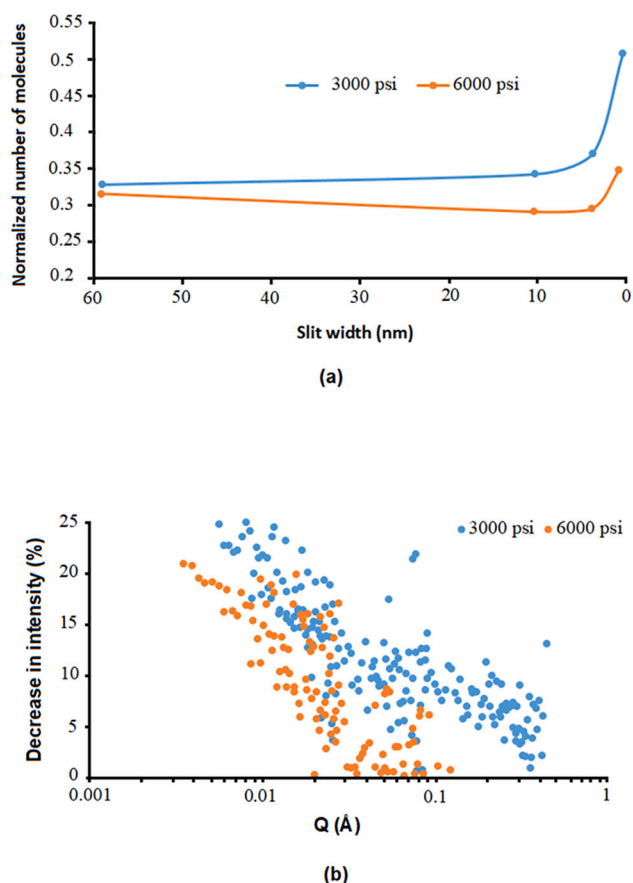 0.55
0.5
0.45
0.4
0.35
0.3
0.25
0.2
Normalized number of molecules
3000 psi
6000 psi
60
50
40
30
20
10
0
Slit width (nm)
(a)
25
20
15
10
5
0
Decrease in intensity (%)
3000 psi
6000 psi
0.001
0.01
0.1
1
Q (Å)
(b)